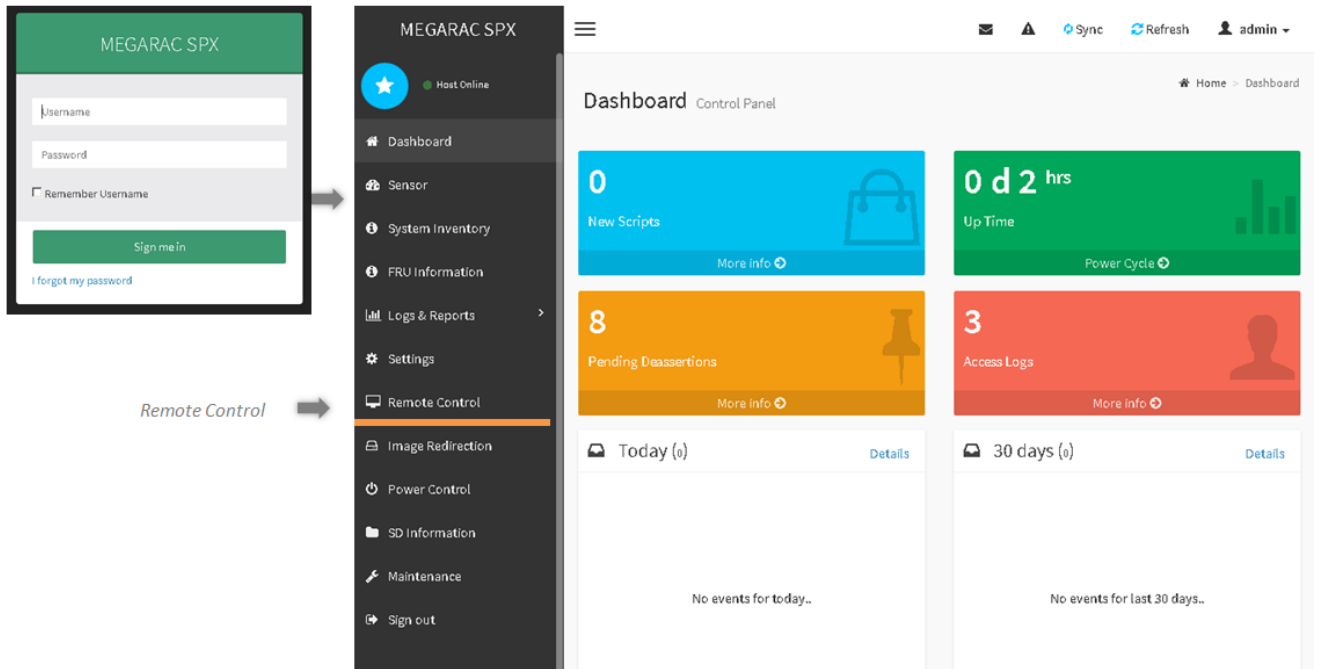 MEGARAC SPX
Username
Password
Remember Username
Sign me in
I forgot my password
Remote Control
MEGARAC SPX
Host Online
Dashboard
Sensor
System Inventory
FRU Information
Logs & Reports
Settings
Remote Control
Image Redirection
Power Control
SD Information
Maintenance
Sign out
Sync
Refresh
admin
Dashboard Control Panel
Home > Dashboard
0
New Scripts
More info
0 d 2 hrs
Up Time
Power Cycle
8
Pending Deassertions
More info
3
Access Logs
More info
Today (0)
Details
No events for today..
30 days (0)
Details
No events for last 30 days..